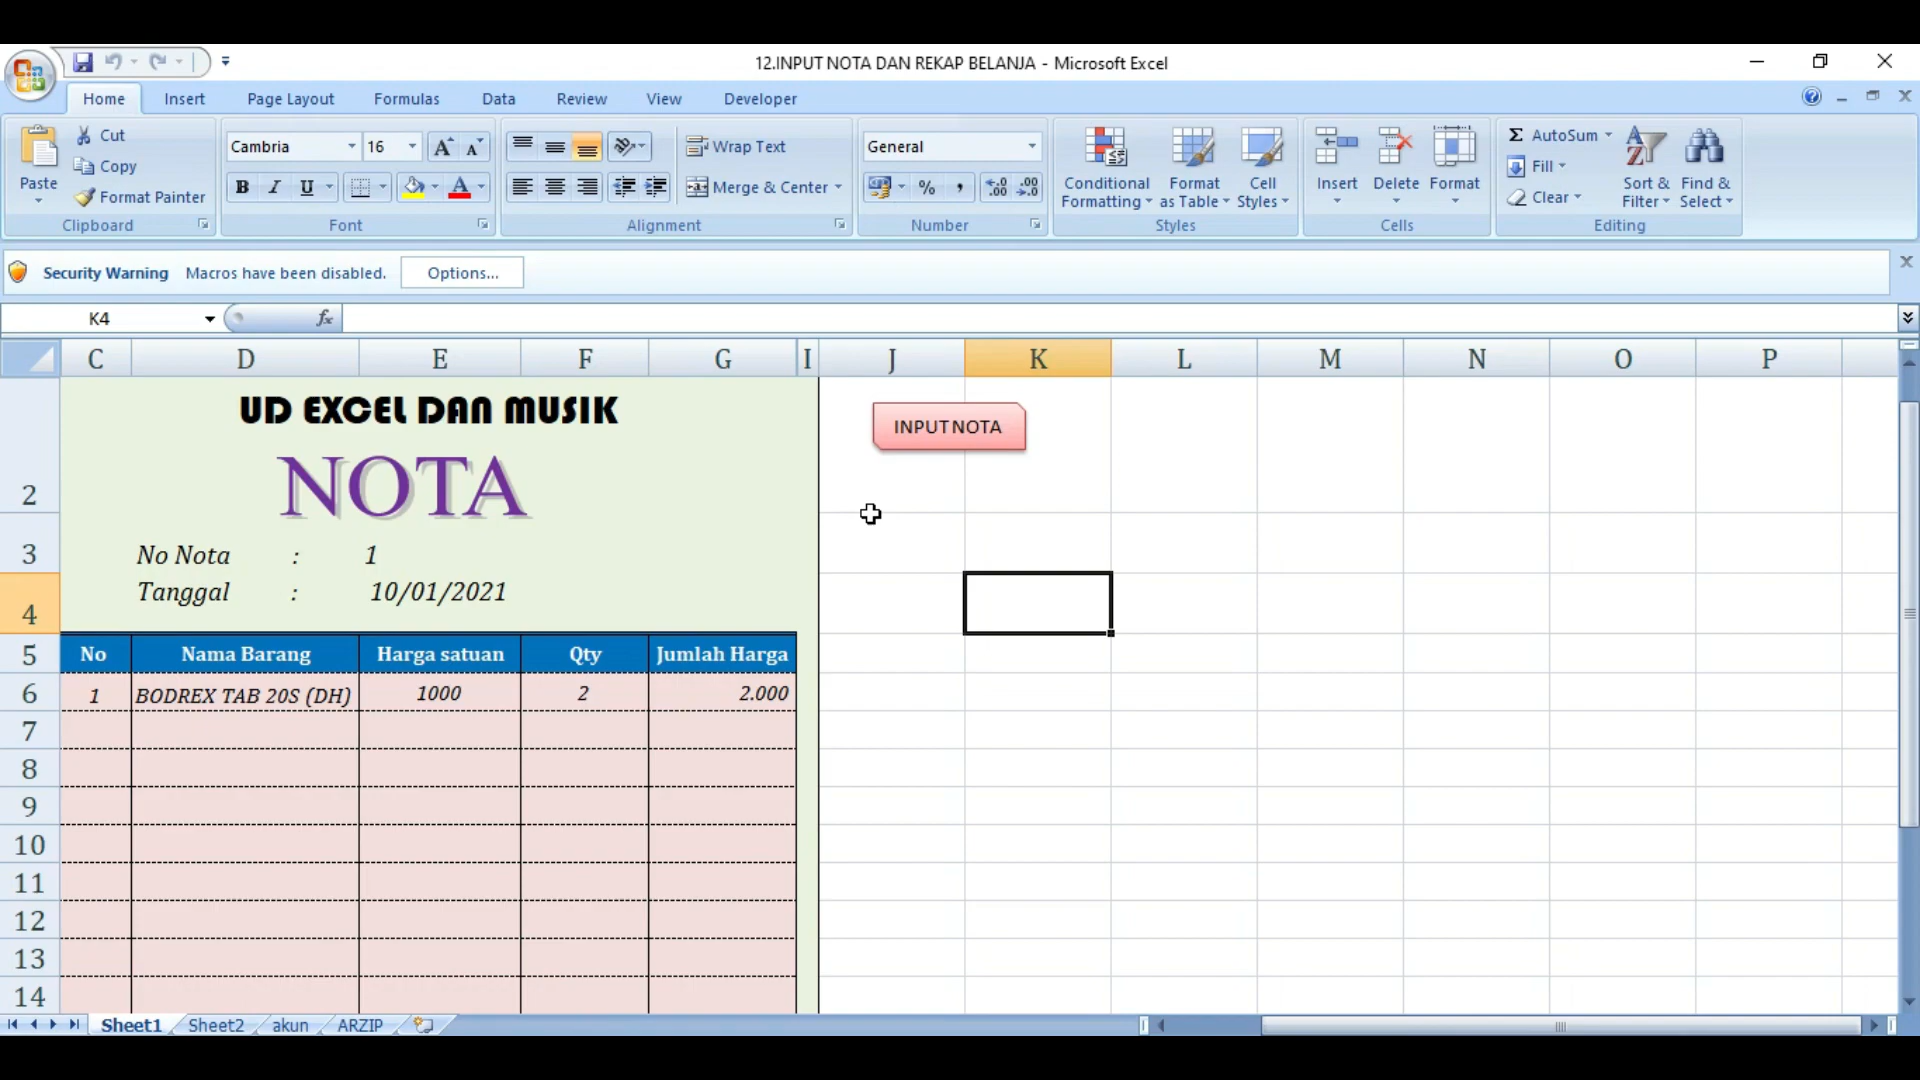 12.INPUT NOTA DAN REKAP BELANJA - Microsoft Excel
Home Insert Page Layout Formulas Data Review View Developer
Paste Cut Copy Format Painter
Clipboard
Cambria 16
B I U A
Font
Wrap Text
Merge & Center
Alignment
General
% , .00
Number
Conditional Formatting
Format as Table
Cell Styles
Styles
Insert Delete Format
Cells
Σ AutoSum
Fill
Clear
Sort & Filter
Find & Select
Editing
Security Warning Macros have been disabled. Options...
K4 fx
C D E F G I J K L M N O P
UD EXCEL DAN MUSIK
INPUT NOTA
2 NOTA
3 No Nota : 1
4 Tanggal : 10/01/2021
5 No Nama Barang Harga satuan Qty Jumlah Harga
6 1 BODREX TAB 20S (DH) 1000 2 2.000
7
8
9
10
11
12
13
14
Sheet1 Sheet2 akun ARZIP